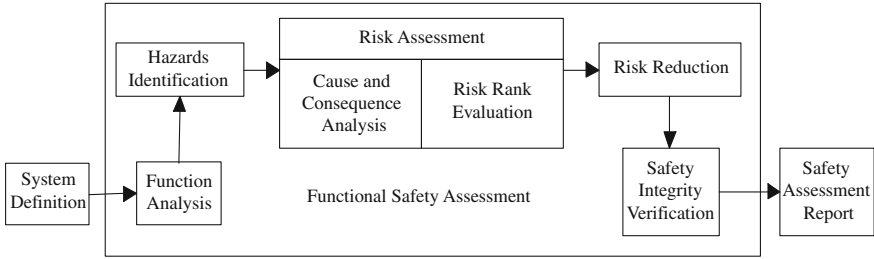 System
Definition
Function
Analysis
Hazards
Identification
Risk Assessment
Cause and
Consequence
Analysis
Risk Rank
Evaluation
Risk Reduction
Safety
Integrity
Verification
Safety
Assessment
Report
Functional Safety Assessment